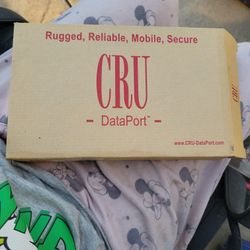 Rugged, Reliable, Mobile, Secure
CRU
- DataPort™ -
www.CRU-DataPort.com
CRU